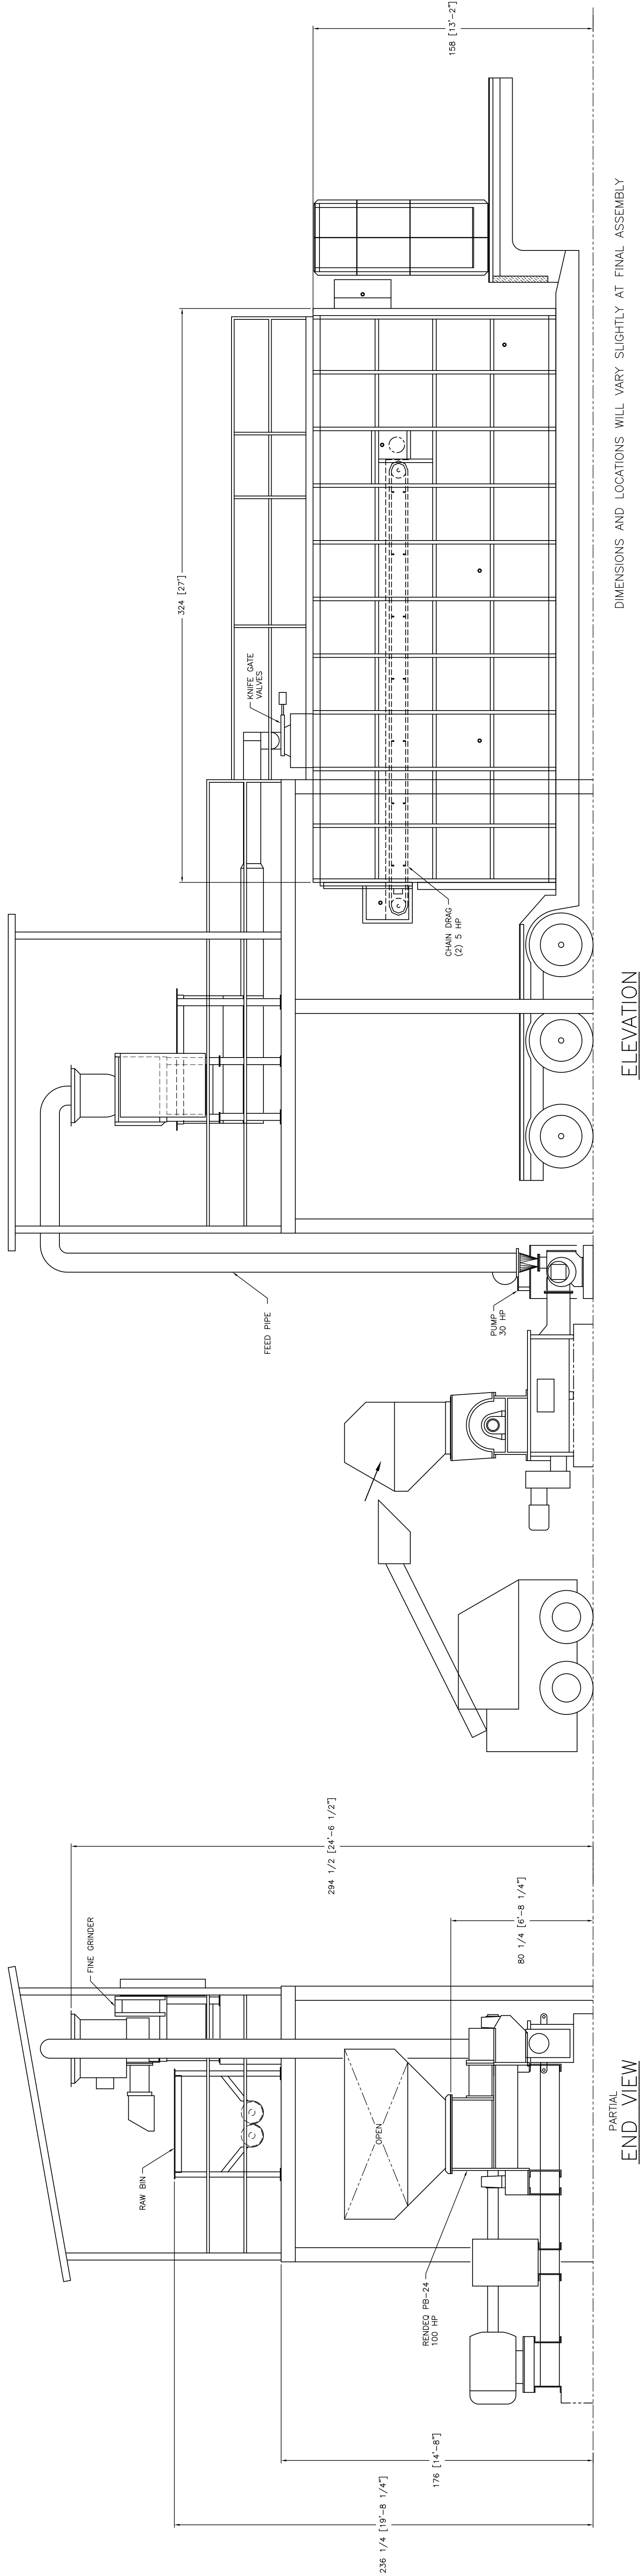 236 1/4 [19'-8 1/4"]
176 [14'-8"]
RAW BIN
FINE GRINDER
OPEN
RENDEQ PB-24
100 HP
294 1/2 [24'-6 1/2"]
80 1/4 [6'-8 1/4"]
PARTIAL
END VIEW
FEED PIPE
PUMP
30 HP
324 [27']
KNIFE GATE
VALVES
CHAIN DRAG
(2) 5 HP
158 [13'-2"]
ELEVATION
DIMENSIONS AND LOCATIONS WILL VARY SLIGHTLY AT FINAL ASSEMBLY